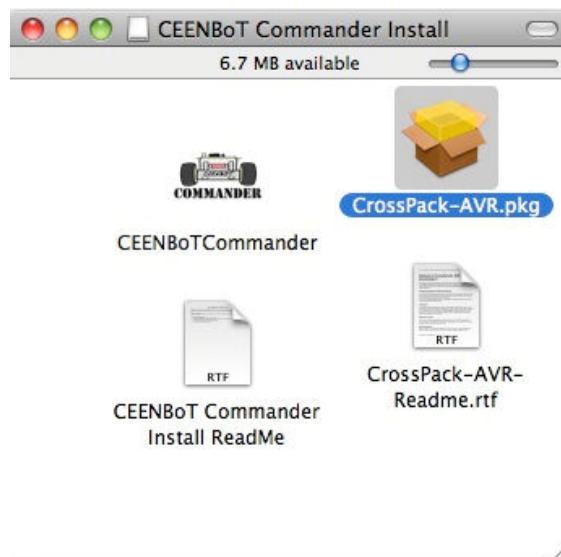 CEENBoT Commander Install
6.7 MB available
COMMANDER
CEENBoTCommander
CrossPack-AVR.pkg
RTF
CEENBoT Commander
Install ReadMe
RTF
CrossPack-AVR-
Readme.rtf